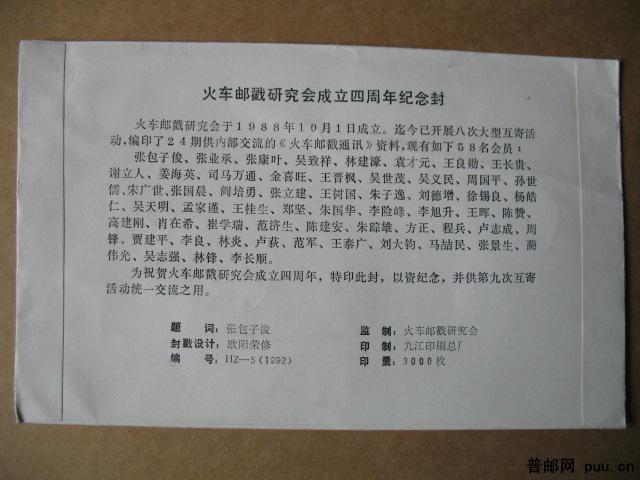 火车邮戳研究会成立四周年纪念封
火车邮戳研究会于1988年10月1日成立。迄今已开展八次大型互寄活
动,编印了24期供内部交流的《火车邮戳通讯》资料,现有如下58名会员:
张包子俊、张业承、张康叶、吴致祥、林建濠、袁才元、王良勋、王长贵、
谢立人、姜海英、司马万通、金喜旺、王晋枫、吴世茂、吴义民、周国平、孙世
儒、宋广世、张国晨、阎培勇、张立建、王树国、朱子逸、刘德增、徐锡良、杨皓
仁、吴天明、孟家谨、王桂生、郑坚、朱国华、李险峰、李旭升、王晖、陈赞、
高建刚、肖在希、崔学瑞、范济生、陈建安、朱踪雄、方正、程兵、卢志成、周
锋、贾建平、李良、林炎、卢荻、范军、王泰广、刘大钧、马喆民、张景生、蔺
伟光、吴志强、林锋、李长顺。
为祝贺火车邮戳研究会成立四周年,特印此封,以资纪念,并供第九次互寄
活动统一交流之用。
题 词:张包子俊 监 制:火车邮戳研究会
封戳设计:欧阳荣修 印 制:九江印刷总厂
编 号:HZ-5(1992) 印 量:3000枚
普邮网 puu.cn